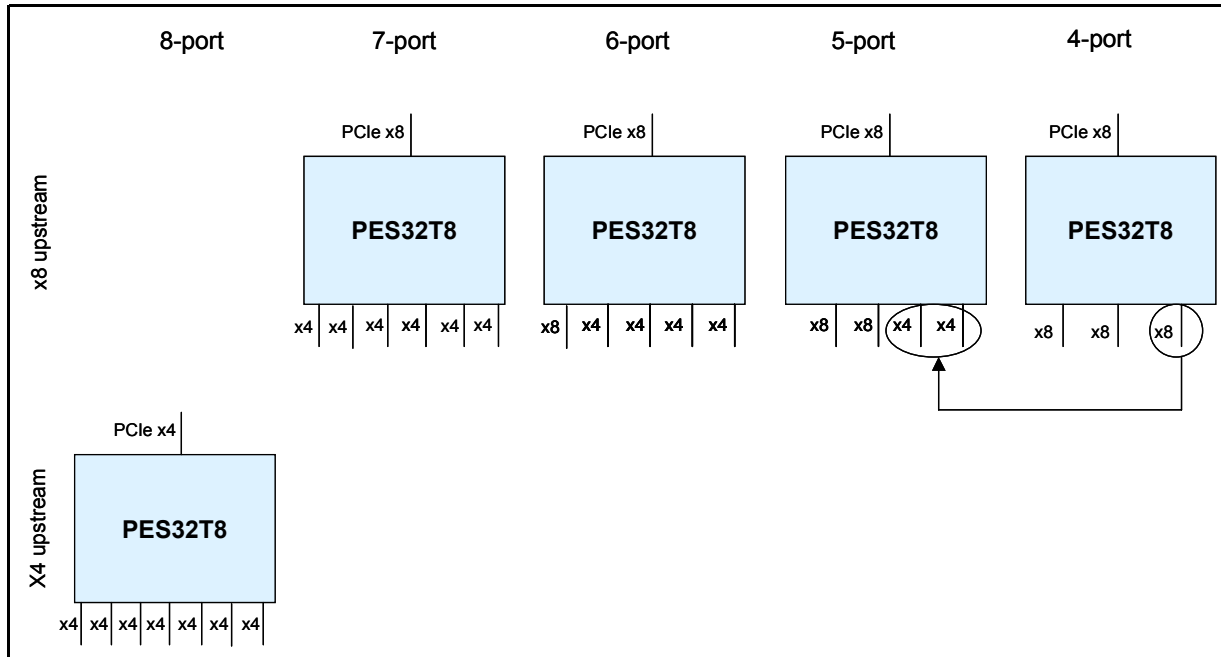 8-port 7-port 6-port 5-port 4-port
x8 upstream
PCIe x8 PCIe x8 PCIe x8 PCIe x8
PES32T8 PES32T8 PES32T8 PES32T8
x4 x4 x4 x4 x4 x4 x8 x4 x4 x4 x4 x8 x8 x4 x4 x8 x8 x8
X4 upstream
PCIe x4
PES32T8
x4 x4 x4 x4 x4 x4 x4